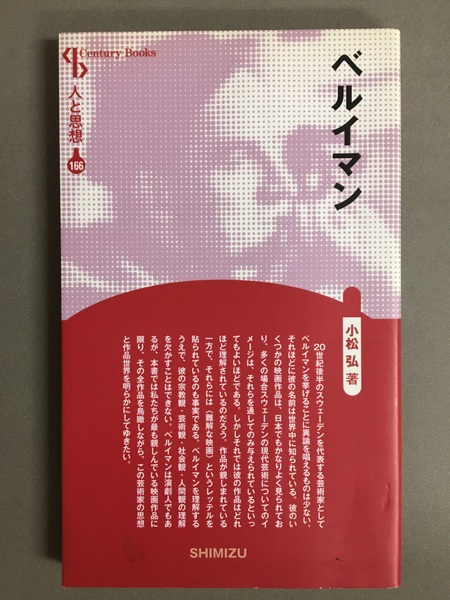 Century Books
人と思想
166
ベルイマン
小松 弘 著
20世紀後半のスウェーデンを代表する芸術家として
ベルイマンを挙げることに異論を唱えるものは少ない。
それほどに彼の名前は世界中に知られている。彼のい
くつかの映画作品は、日本でもかなりよく見られてお
り、多くの場合スウェーデンの現代芸術についてのイ
メージは、それらを通してのみ与えられているといっ
てもよいほどである。しかしそれでは彼の作品はどれ
ほど理解されているのだろう。作品が親しまれている
一方で、それらには〈難解な映画〉というレッテルを
貼られているのも事実である。ベルイマンを理解する
うえで、彼の宗教観・芸術観・社会観・人間観の理解
を欠かすことはできない。ベルイマンは演劇人でもあ
るが、本書では私たちが最も親しんでいる映画作品に
限り、その全作品を鳥瞰しながら、この芸術家の思想
と作品世界を明らかにしてゆきたい。
SHIMIZU